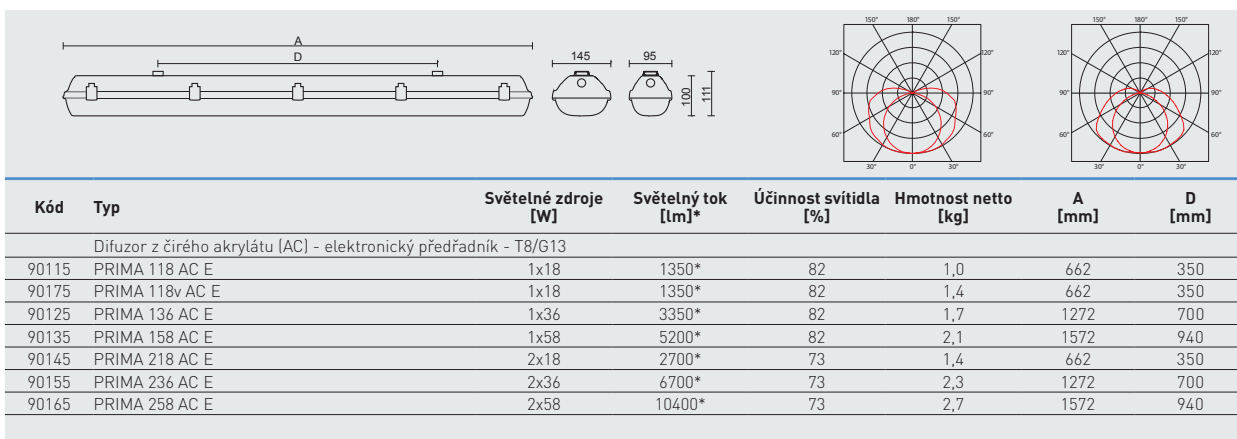 A
D
145
95
100
111
150° 180° 150°
120° 120°
90° 90°
60° 60°
30° 0° 30°
150° 180° 150°
120° 120°
90° 90°
60° 60°
30° 0° 30°
Kód Typ Světelné zdroje [W] Světelný tok [lm]* Účinnost svítidla [%] Hmotnost netto [kg] A [mm] D [mm]
Difuzor z čirého akrylátu (AC) - elektronický předřadník - T8/G13
90115 PRIMA 118 AC E 1x18 1350* 82 1,0 662 350
90175 PRIMA 118v AC E 1x18 1350* 82 1,4 662 350
90125 PRIMA 136 AC E 1x36 3350* 82 1,7 1272 700
90135 PRIMA 158 AC E 1x58 5200* 82 2,1 1572 940
90145 PRIMA 218 AC E 2x18 2700* 73 1,4 662 350
90155 PRIMA 236 AC E 2x36 6700* 73 2,3 1272 700
90165 PRIMA 258 AC E 2x58 10400* 73 2,7 1572 940